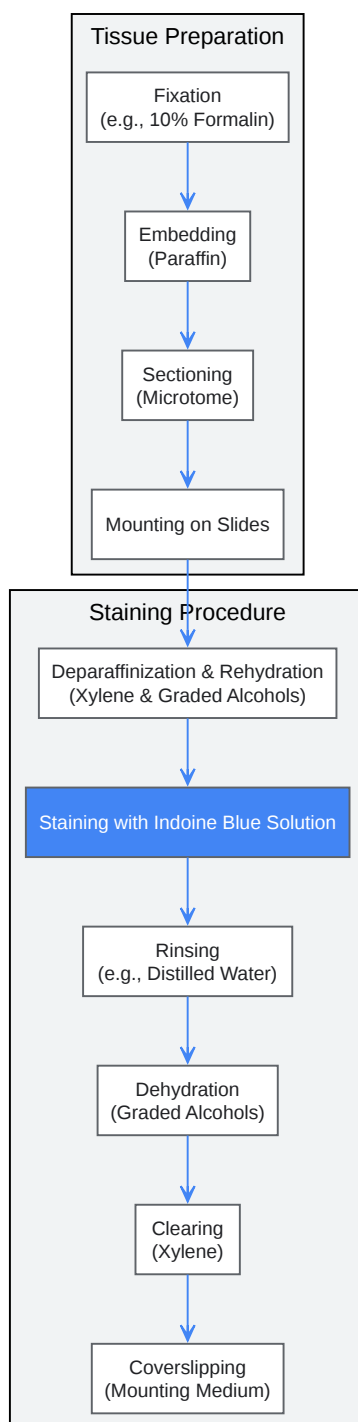 Tissue Preparation
Fixation
(e.g., 10% Formalin)
Embedding
(Paraffin)
Sectioning
(Microtome)
Mounting on Slides
Staining Procedure
Deparaffinization & Rehydration
(Xylene & Graded Alcohols)
Staining with Indoine Blue Solution
Rinsing
(e.g., Distilled Water)
Dehydration
(Graded Alcohols)
Clearing
(Xylene)
Coverslipping
(Mounting Medium)